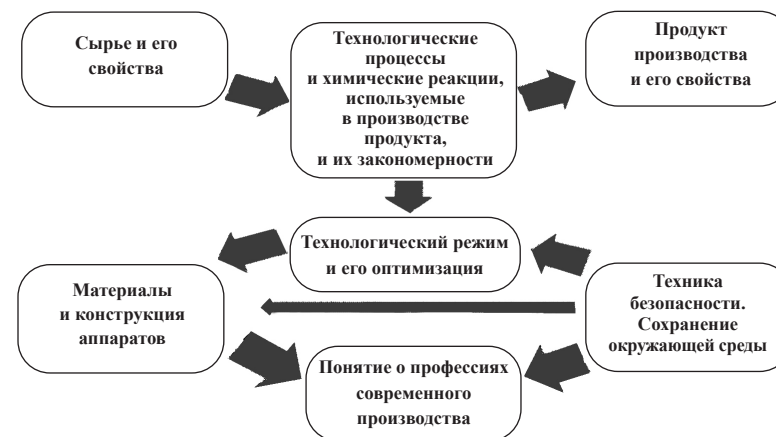 Сырье и его
свойства
Технологические
процессы
и химические реакции,
используемые
в производстве
продукта,
и их закономерности
Продукт
производства
и его свойства
Технологический режим
и его оптимизация
Материалы
и конструкция
аппаратов
Техника
безопасности.
Сохранение
окружающей среды
Понятие о профессиях
современного
производства